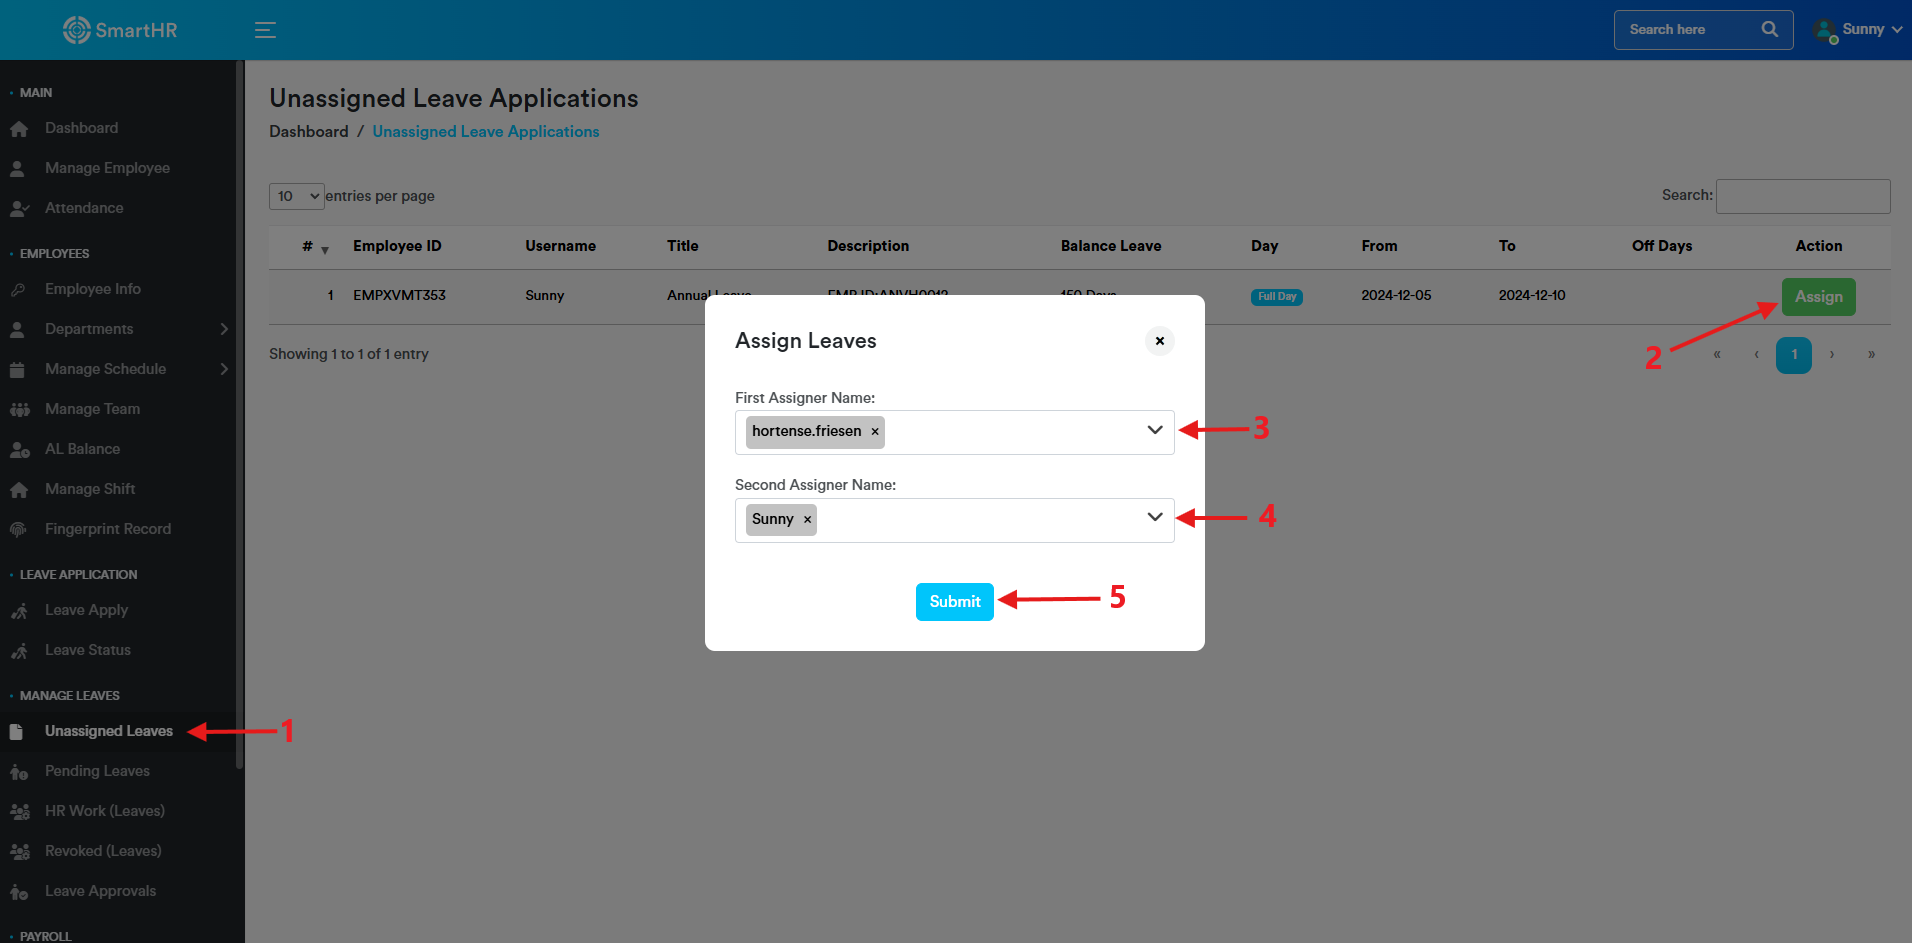 SmartHR
Search here
Sunny
MAIN
Dashboard
Manage Employee
Attendance
EMPLOYEES
Employee Info
Departments
Manage Schedule
Manage Team
AL Balance
Manage Shift
Fingerprint Record
LEAVE APPLICATION
Leave Apply
Leave Status
MANAGE LEAVES
Unassigned Leaves
1
Pending Leaves
HR Work (Leaves)
Revoked (Leaves)
Leave Approvals
PAYROLL
Unassigned Leave Applications
Dashboard / Unassigned Leave Applications
10 entries per page
Search:
# Employee ID Username Title Description Balance Leave Day From To Off Days Action
1 EMPXVMT353 Sunny Annual Leave EMP ID:ANVH0012 150 Days Full Day 2024-12-05 2024-12-10 Assign
2
Showing 1 to 1 of 1 entry
« ‹ 1 › »
Assign Leaves ×
First Assigner Name:
hortense.friesen ×
3
Second Assigner Name:
Sunny ×
4
Submit
5